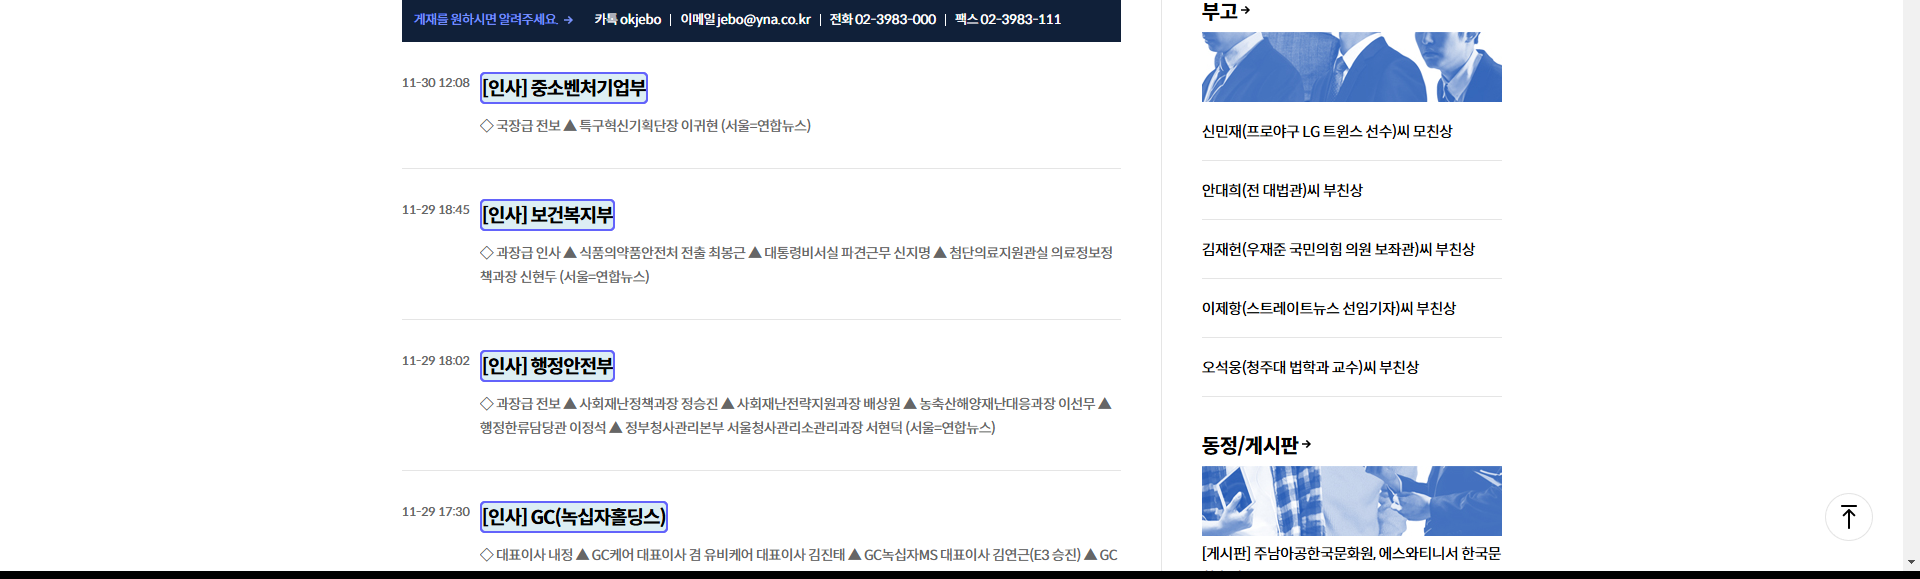 게재를 원하시면 알려주세요. → 카톡 okjebo | 이메일 jebo@yna.co.kr | 전화 02-3983-000 | 팩스 02-3983-111
11-30 12:08 [인사] 중소벤처기업부
◇ 국장급 전보 ▲ 특구혁신기획단장 이귀현 (서울=연합뉴스)
11-29 18:45 [인사] 보건복지부
◇ 과장급 인사 ▲ 식품의약품안전처 전출 최봉근 ▲ 대통령비서실 파견근무 신지명 ▲ 첨단의료지원관실 의료정보정
책과장 신현두 (서울=연합뉴스)
11-29 18:02 [인사] 행정안전부
◇ 과장급 전보 ▲ 사회재난정책과장 정승진 ▲ 사회재난전략지원과장 배상원 ▲ 농축산해양재난대응과장 이선무 ▲
행정한류담당관 이정석 ▲ 정부청사관리본부 서울청사관리소관리과장 서현덕 (서울=연합뉴스)
11-29 17:30 [인사] GC(녹십자홀딩스)
◇ 대표이사 내정 ▲ GC케어 대표이사 겸 유비케어 대표이사 김진태 ▲ GC녹십자MS 대표이사 김연근(E3 승진) ▲ GC
부고 →
신민재(프로야구 LG 트윈스 선수)씨 모친상
안대희(전 대법관)씨 부친상
김재헌(우재준 국민의힘 의원 보좌관)씨 부친상
이제항(스트레이트뉴스 선임기자)씨 부친상
오석웅(청주대 법학과 교수)씨 부친상
동정/게시판 →
[게시판] 주남아공한국문화원, 에스와티니서 한국문